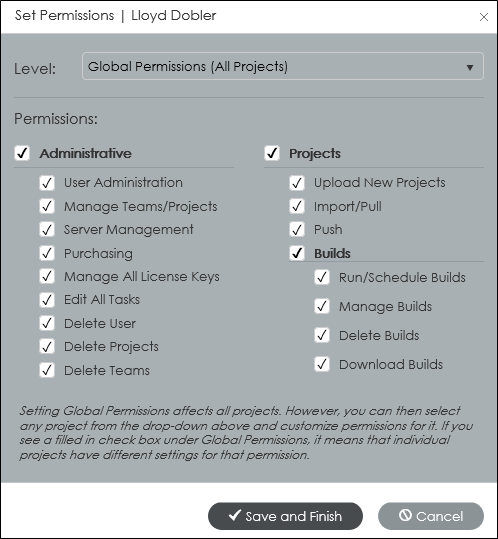 Set Permissions | Lloyd Dobler
Level: Global Permissions (All Projects)
Permissions:
Administrative
User Administration
Manage Teams/Projects
Server Management
Purchasing
Manage All License Keys
Edit All Tasks
Delete User
Delete Projects
Delete Teams
Projects
Upload New Projects
Import/Pull
Push
Builds
Run/Schedule Builds
Manage Builds
Delete Builds
Download Builds
Setting Global Permissions affects all projects. However, you can then select
any project from the drop-down above and customize permissions for it. If you
see a filled in check box under Global Permissions, it means that individual
projects have different settings for that permission.
Save and Finish
Cancel